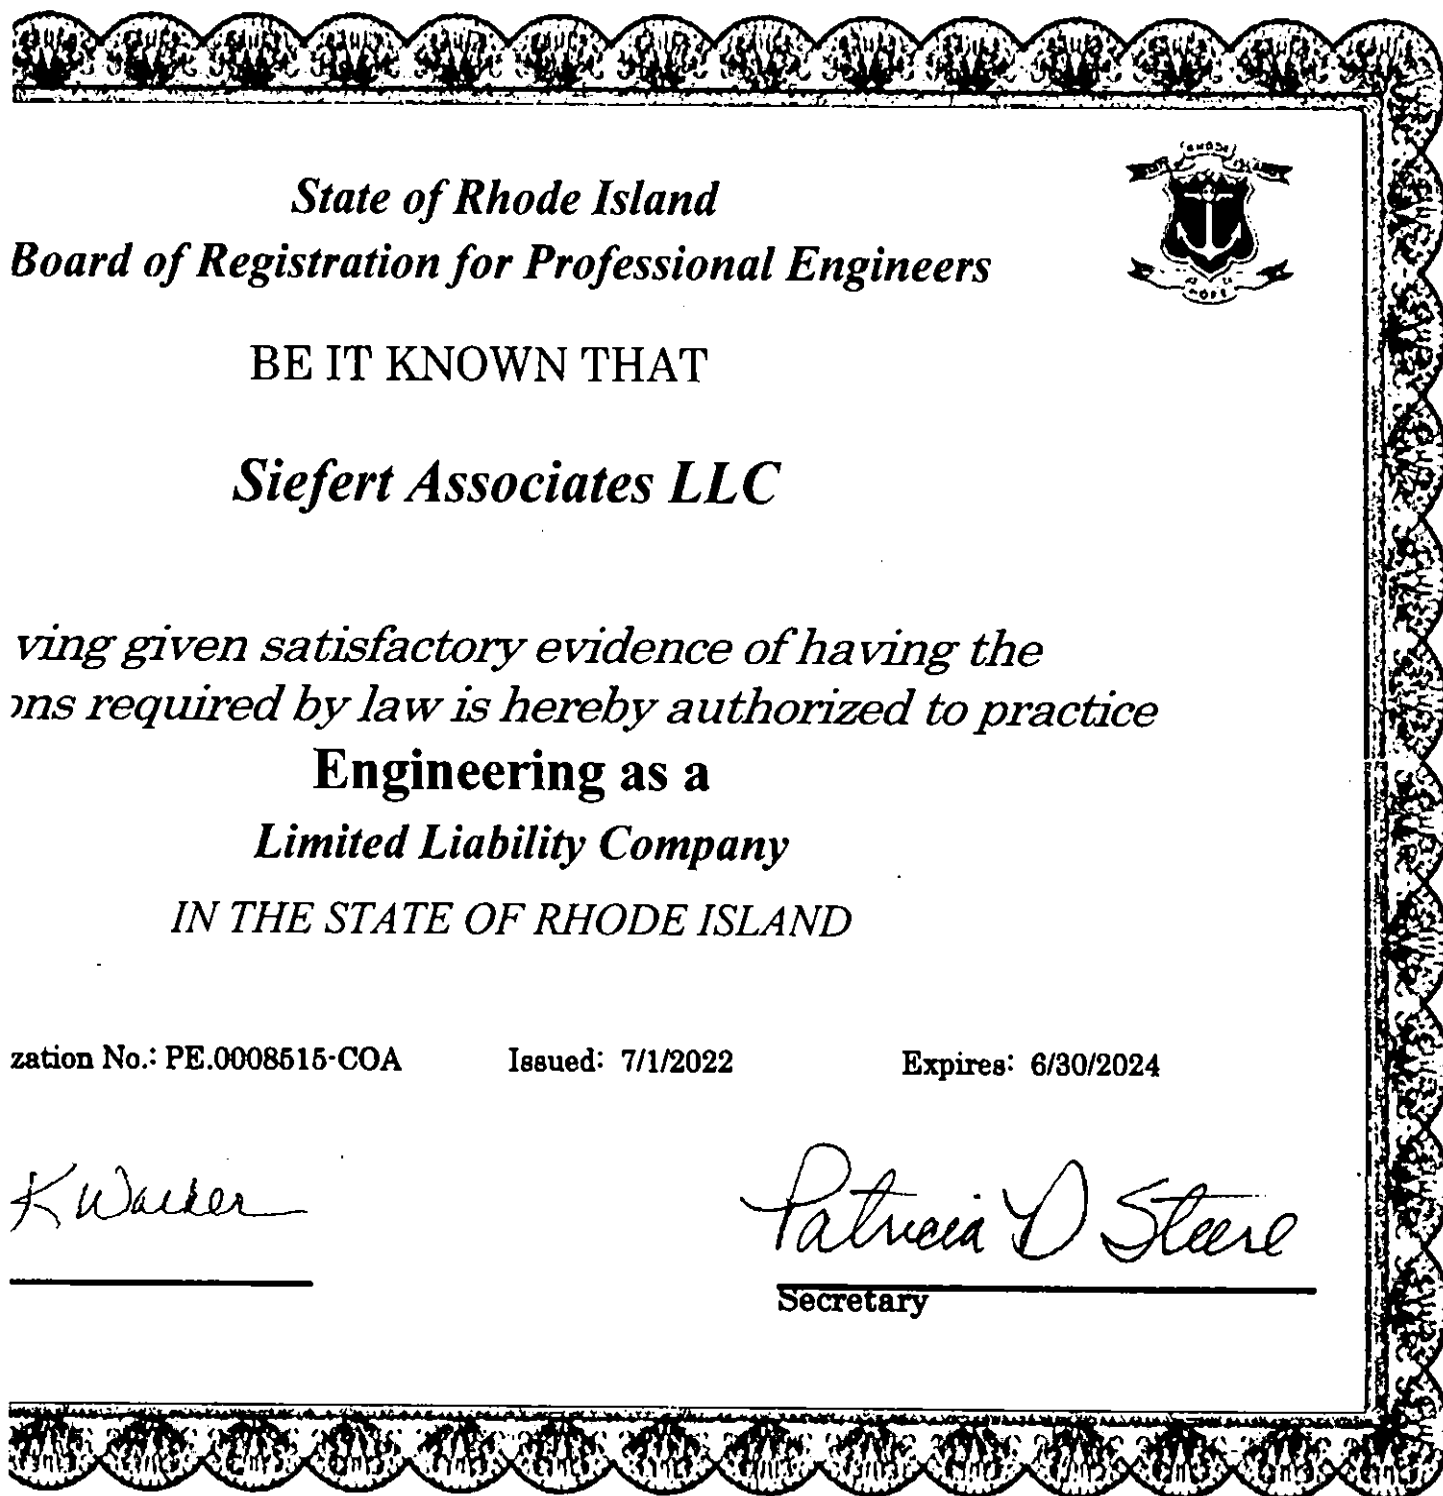 State of Rhode Island
Board of Registration for Professional Engineers
BE IT KNOWN THAT
Siefert Associates LLC
ving given satisfactory evidence of having the
ons required by law is hereby authorized to practice
Engineering as a
Limited Liability Company
IN THE STATE OF RHODE ISLAND
zation No.: PE.0008515-COA Issued: 7/1/2022 Expires: 6/30/2024
K Walker Patricia D Steere
Secretary